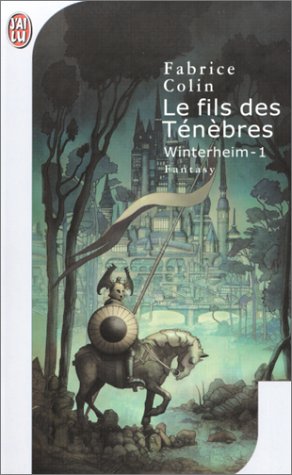 J'AI
LU
Fabrice
Colin
Le fils des
Ténèbres
Winterheim-1
Fantasy